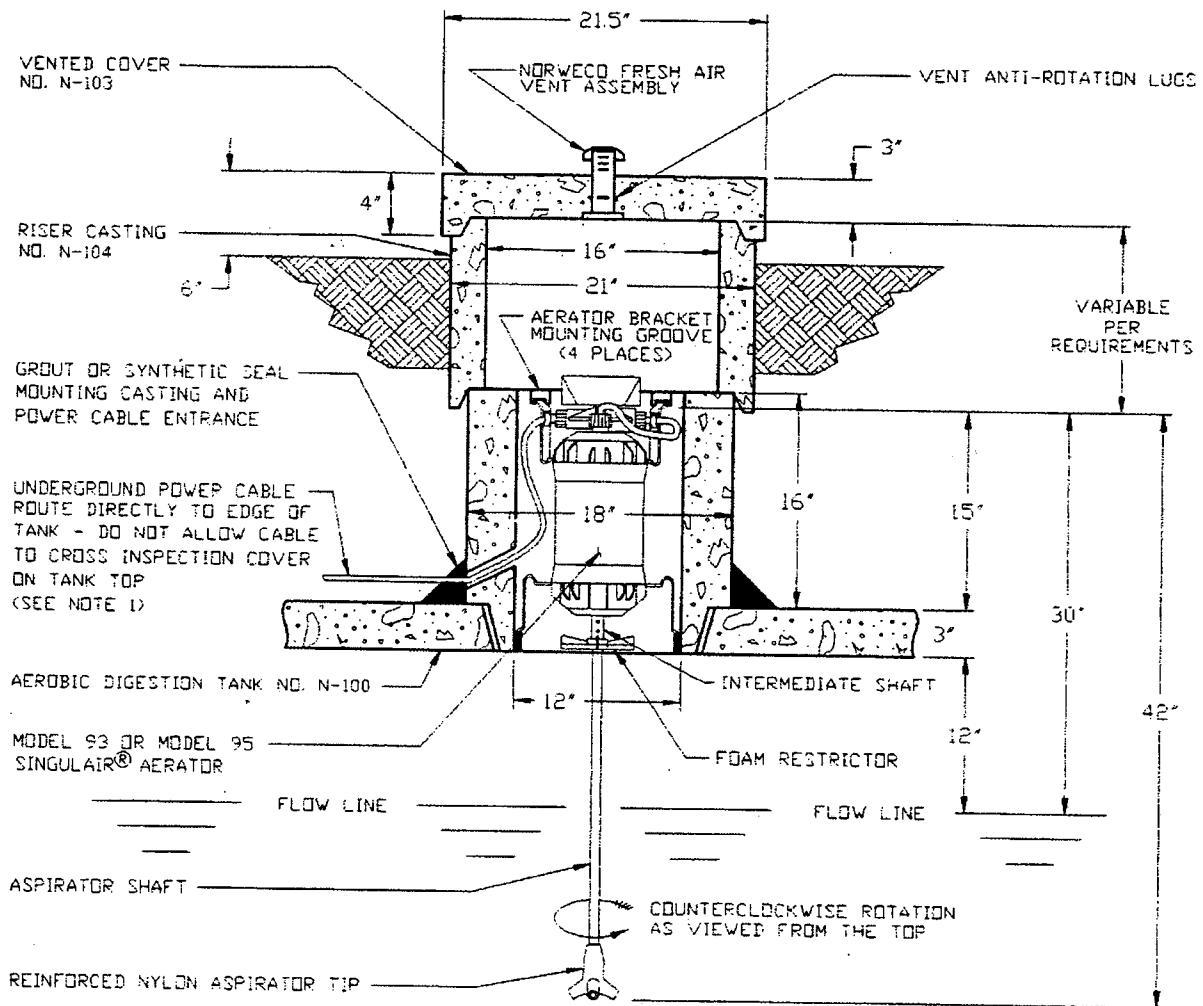 21.5"
VENTED COVER
NO. N-103
NORWECO FRESH AIR
VENT ASSEMBLY
VENT ANTI-ROTATION LUGS
3"
4"
RISER CASTING
NO. N-104
16"
6"
21"
AERATOR BRACKET
MOUNTING GROOVE
(4 PLACES)
VARIABLE
PER
REQUIREMENTS
GROUT OR SYNTHETIC SEAL
MOUNTING CASTING AND
POWER CABLE ENTRANCE
UNDERGROUND POWER CABLE
ROUTE DIRECTLY TO EDGE OF
TANK - DO NOT ALLOW CABLE
TO CROSS INSPECTION COVER
ON TANK TOP
(SEE NOTE 1)
18"
16"
15"
30"
3"
AEROBIC DIGESTION TANK NO. N-100
INTERMEDIATE SHAFT
12"
42"
12"
MODEL 93 OR MODEL 95
SINGULAIR® AERATOR
FOAM RESTRICTOR
FLOW LINE
FLOW LINE
ASPIRATOR SHAFT
COUNTERCLOCKWISE ROTATION
AS VIEWED FROM THE TOP
REINFORCED NYLON ASPIRATOR TIP